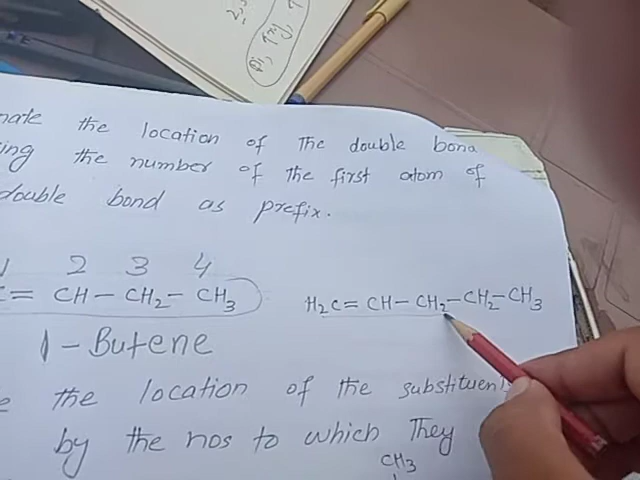 the location of the double bond
the number of the first atom of
double bond as prefix.
2 3 4
= CH – CH₂ – CH₃
H₂C = CH – CH₂ – CH₂ – CH₃
1 – Butene
the location of the substituents
by the nos to which They
CH₃